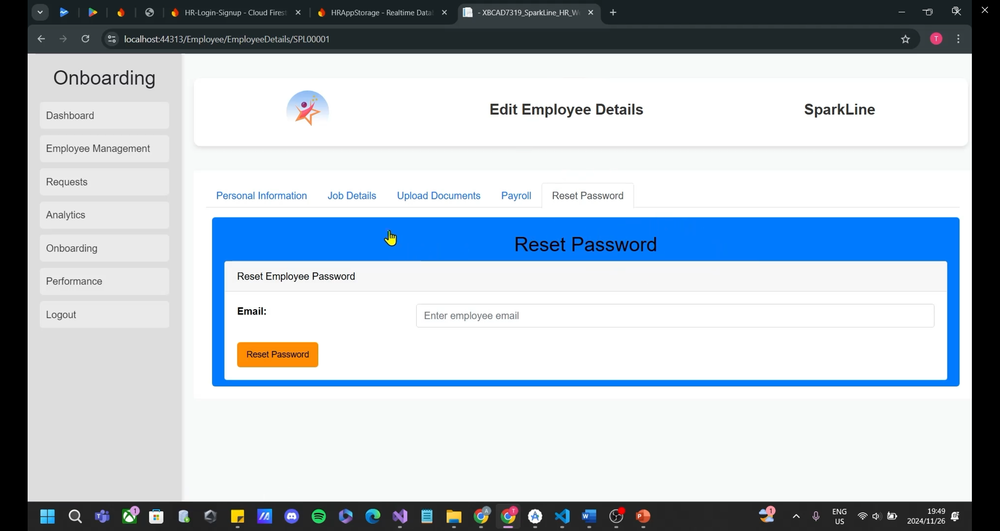 HR-Login-Signup - Cloud Firest
HRAppStorage - Realtime Data
- XBCAD7319_SparkLine_HR_W
localhost:44313/Employee/EmployeeDetails/SPL00001
T
Onboarding
Dashboard
Employee Management
Requests
Analytics
Onboarding
Performance
Logout
Edit Employee Details
SparkLine
Personal Information
Job Details
Upload Documents
Payroll
Reset Password
Reset Password
Reset Employee Password
Email:
Enter employee email
Reset Password
1
A
T
1
ENG
US
19:49
2024/11/26